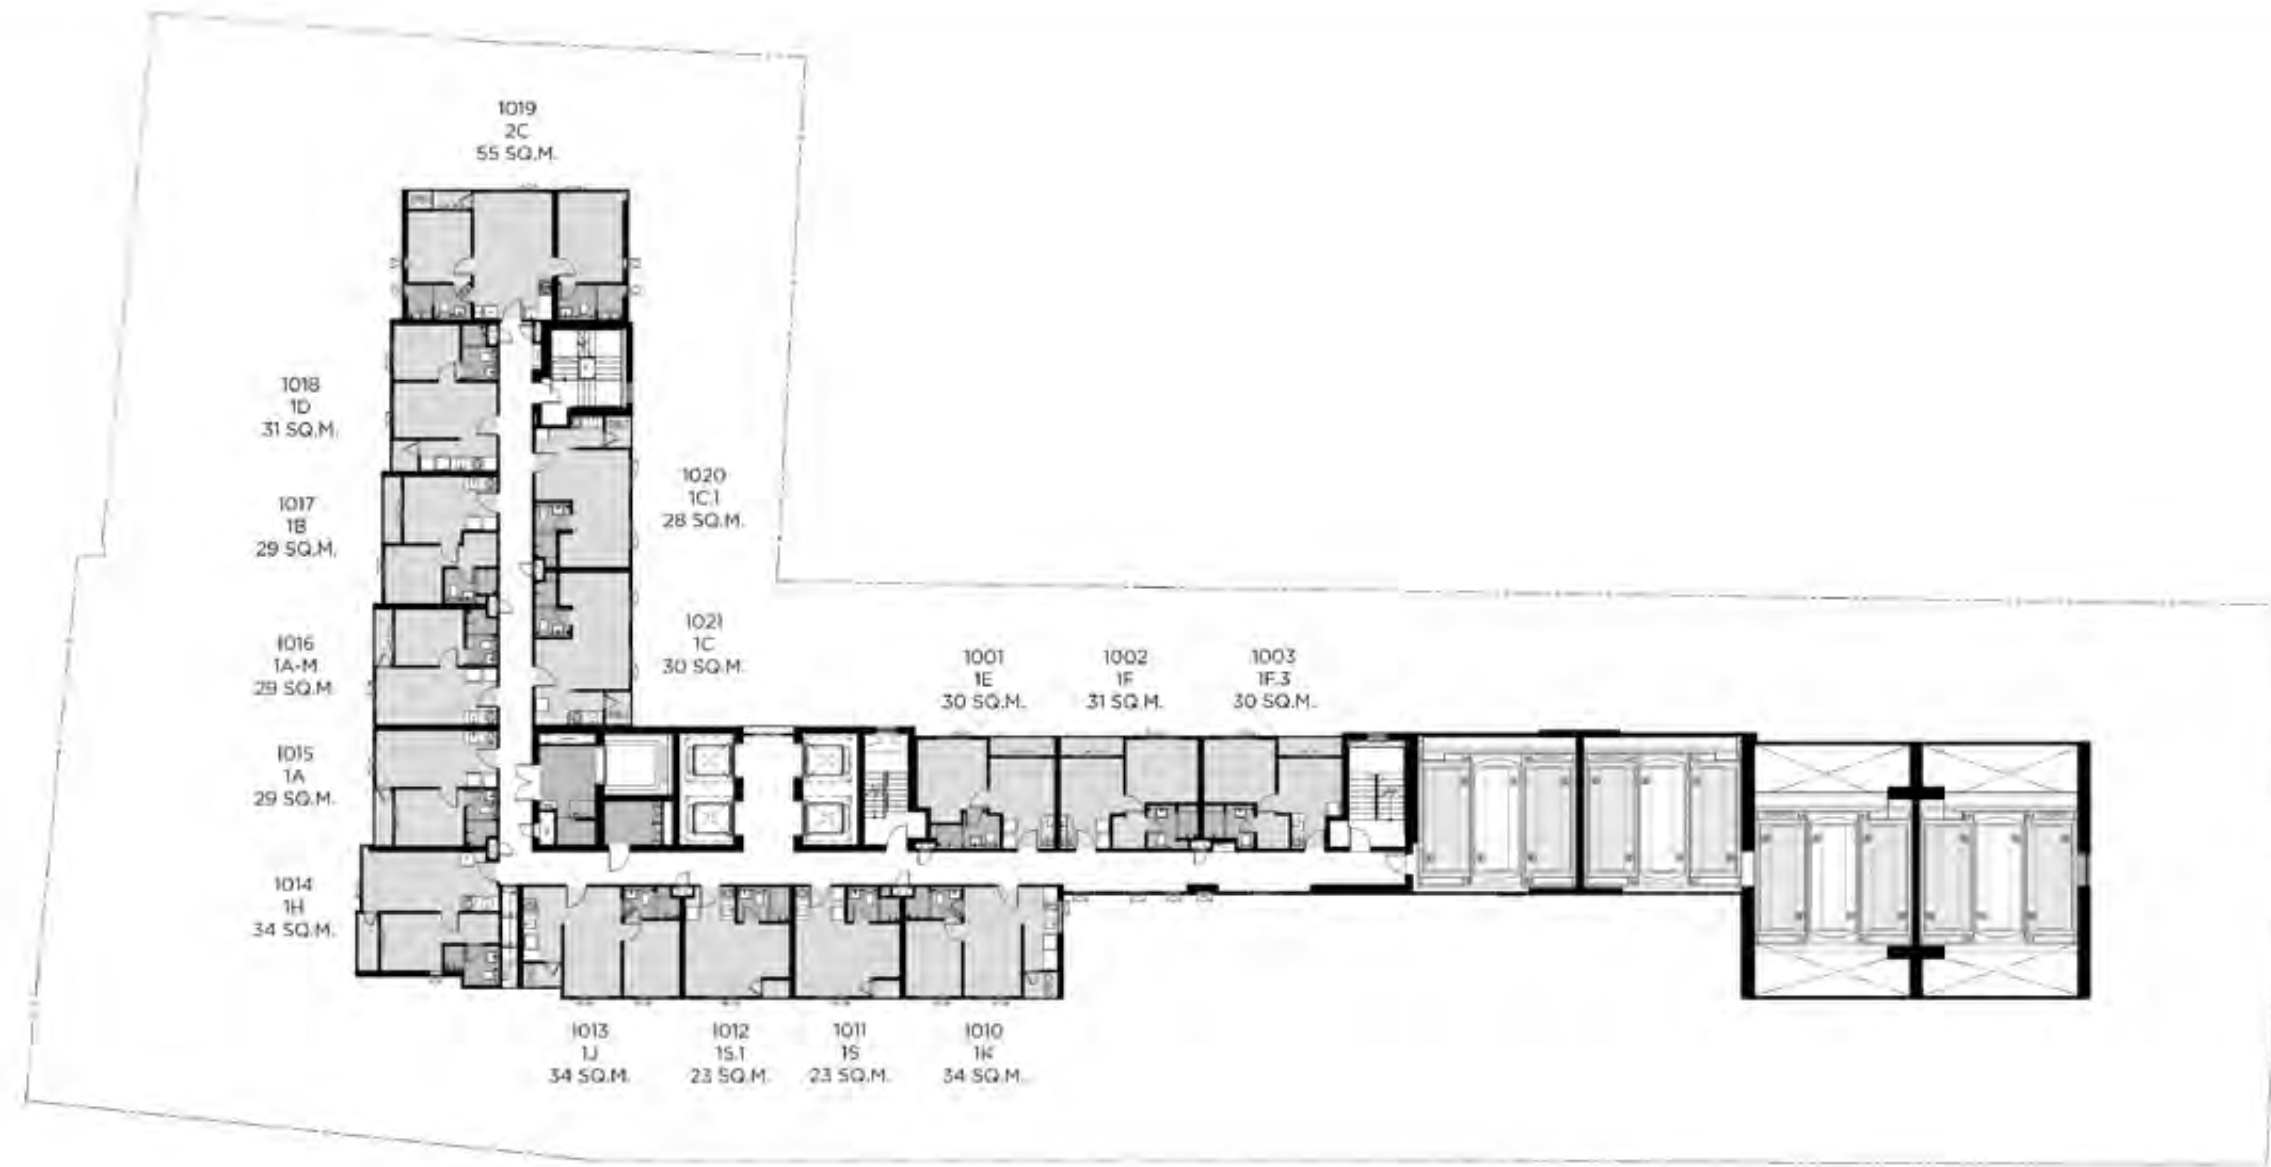 1019
2C
55 SQ.M.
1018
1D
31 SQ.M.
1017
1B
29 SQ.M.
1020
1C.1
28 SQ.M.
1016
1A-M
29 SQ.M.
1021
1C
30 SQ.M.
1001
1E
30 SQ.M.
1002
1F
31 SQ.M.
1003
1F.3
30 SQ.M.
1015
1A
29 SQ.M.
1014
1H
34 SQ.M.
1013
1J
34 SQ.M.
1012
1S.1
23 SQ.M.
1011
1S
23 SQ.M.
1010
1K
34 SQ.M.